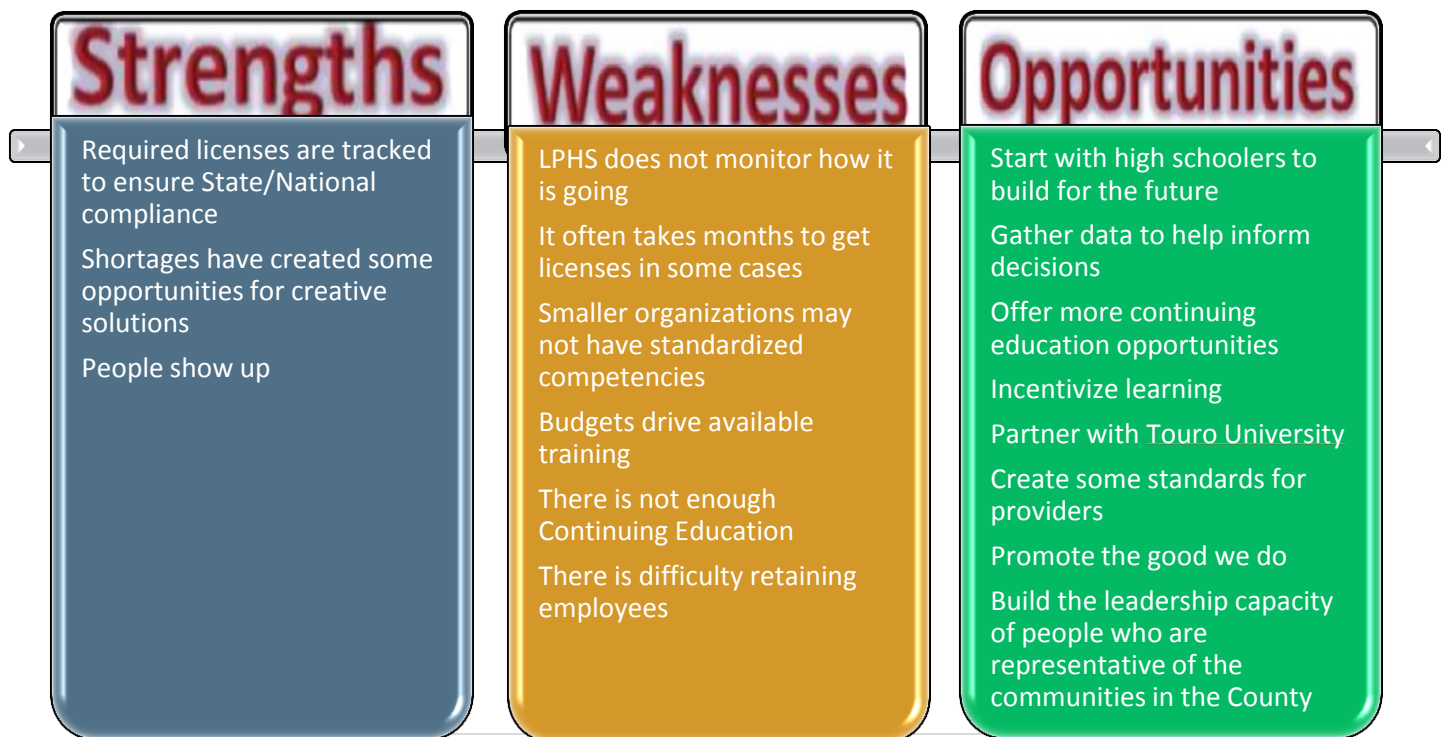 Strengths
Required licenses are tracked
to ensure State/National
compliance
Shortages have created some
opportunities for creative
solutions
People show up
Weaknesses
LPHS does not monitor how it
is going
It often takes months to get
licenses in some cases
Smaller organizations may
not have standardized
competencies
Budgets drive available
training
There is not enough
Continuing Education
There is difficulty retaining
employees
Opportunities
Start with high schoolers to
build for the future
Gather data to help inform
decisions
Offer more continuing
education opportunities
Incentivize learning
Partner with Touro University
Create some standards for
providers
Promote the good we do
Build the leadership capacity
of people who are
representative of the
communities in the County